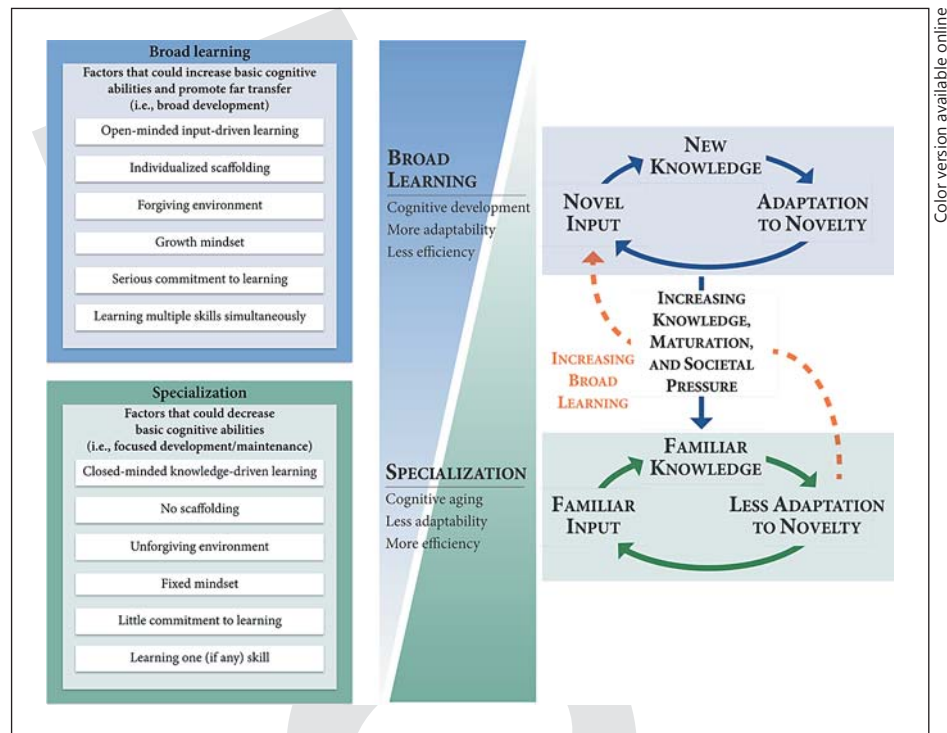 Broad learning
Factors that could increase basic cognitive
abilities and promote far transfer
(i.e., broad development)
Open-minded input-driven learning
Individualized scaffolding
Forgiving environment
Growth mindset
Serious commitment to learning
Learning multiple skills simultaneously
Specialization
Factors that could decrease
basic cognitive abilities
(i.e., focused development/maintenance)
Closed-minded knowledge-driven learning
No scaffolding
Unforgiving environment
Fixed mindset
Little commitment to learning
Learning one (if any) skill
BROAD
LEARNING
Cognitive development
More adaptability
Less efficiency
SPECIALIZATION
Cognitive aging
Less adaptability
More efficiency
NEW
KNOWLEDGE
NOVEL
INPUT
ADAPTATION
TO NOVELTY
INCREASING
KNOWLEDGE,
MATURATION,
AND SOCIETAL
PRESSURE
INCREASING
BROAD
LEARNING
FAMILIAR
KNOWLEDGE
FAMILIAR
INPUT
LESS ADAPTATION
TO NOVELTY
Color version available online